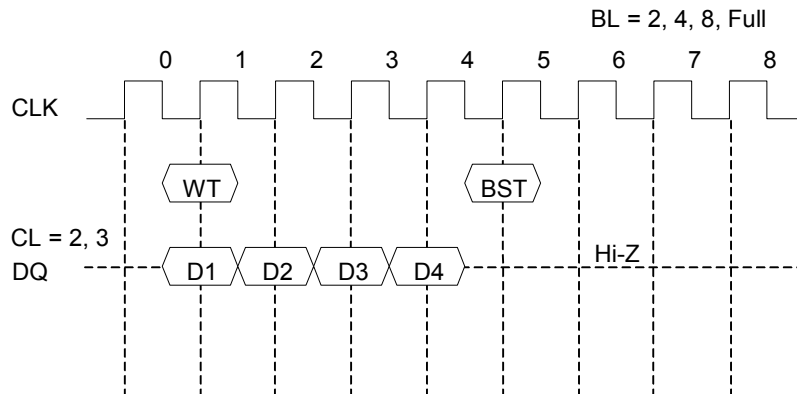 BL = 2, 4, 8, Full
0 1 2 3 4 5 6 7 8
CLK
WT BST
CL = 2, 3
DQ D1 D2 D3 D4 Hi-Z